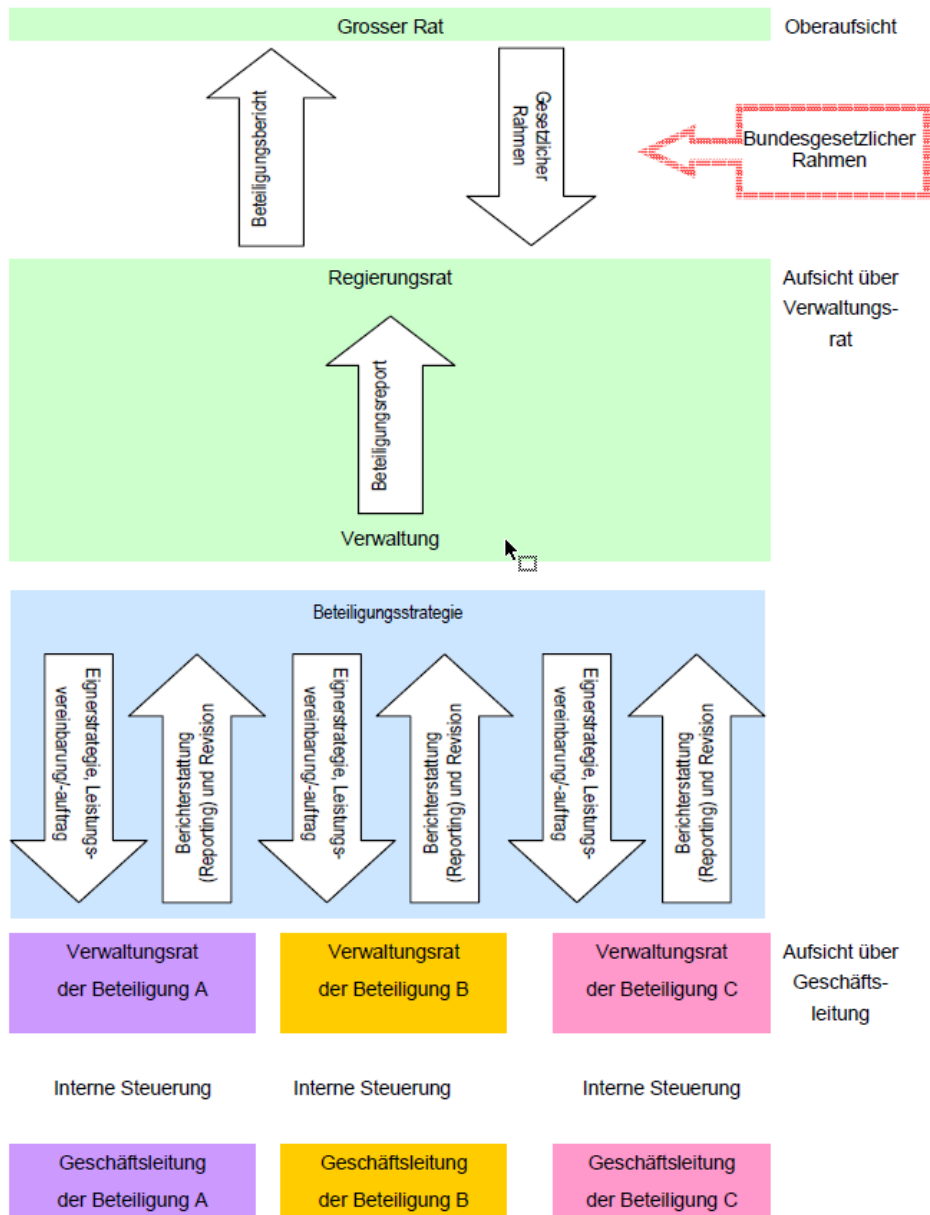 Grosser Rat
Oberaufsicht
Beteiligungsbericht
Gesetzlicher
Rahmen
Bundesgesetzlicher
Rahmen
Regierungsrat
Aufsicht über
Verwaltungs-
rat
Beteiligungsreport
Verwaltung
Beteiligungsstrategie
Eignerstrategie, Leistungs-
vereinbarung/-auftrag
Berichterstattung
(Reporting) und Revision
Eignerstrategie, Leistungs-
vereinbarung/-auftrag
Berichterstattung
(Reporting) und Revision
Eignerstrategie, Leistungs-
vereinbarung/-auftrag
Berichterstattung
(Reporting) und Revision
Verwaltungsrat
der Beteiligung A
Verwaltungsrat
der Beteiligung B
Verwaltungsrat
der Beteiligung C
Aufsicht über
Geschäfts-
leitung
Interne Steuerung
Interne Steuerung
Interne Steuerung
Geschäftsleitung
der Beteiligung A
Geschäftsleitung
der Beteiligung B
Geschäftsleitung
der Beteiligung C